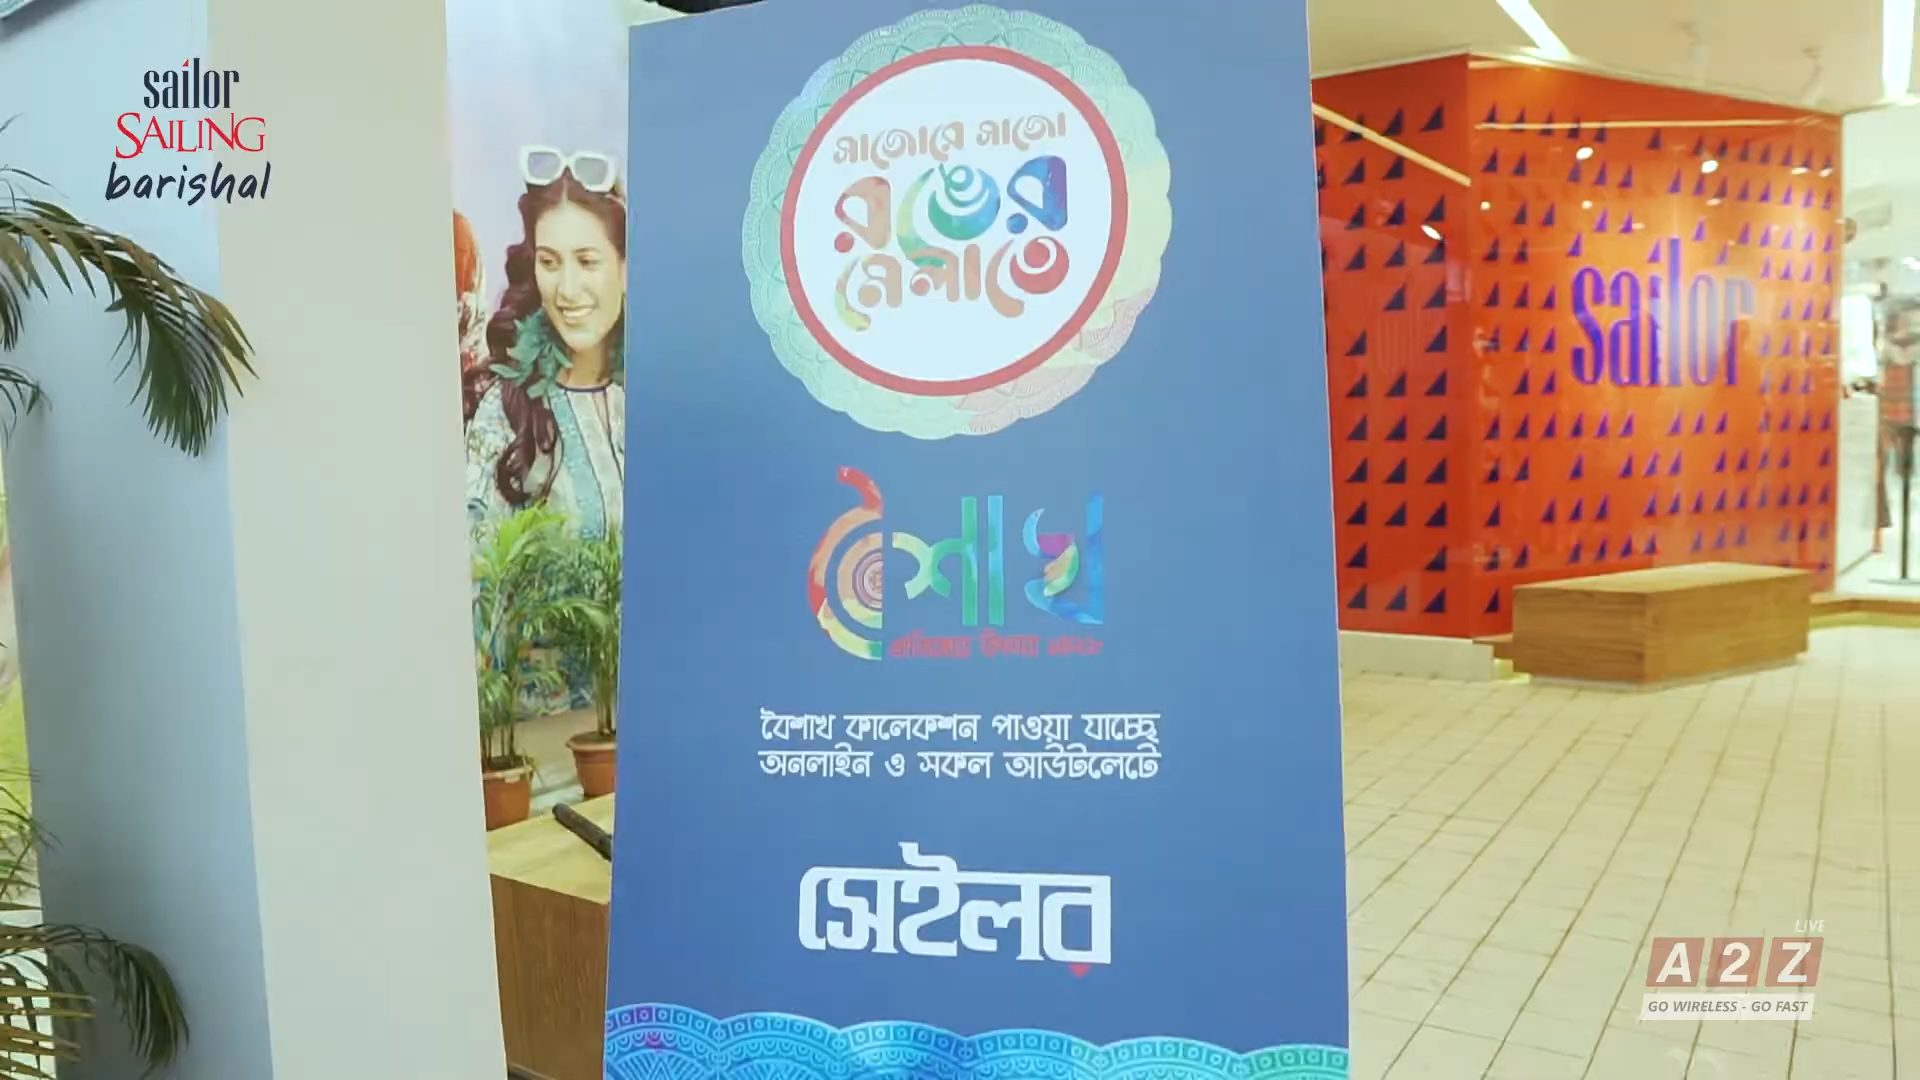 sailor
SAILING
barishal
সাজোরে সাজো
রঙের
মেলাতে
বৈশাখ
বৈশাখ কালেকশন পাওয়া যাচ্ছে
অনলাইন ও সকল আউটলেটে
সেইলর
sailor
LIVE
A2Z
GO WIRELESS - GO FAST